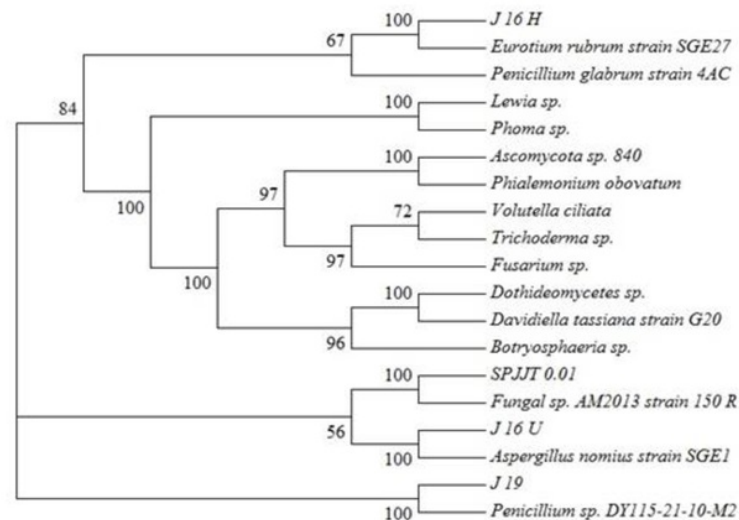 100
J 16 H
67
Eurotium rubrum strain SGE27
Penicillium glabrum strain 4AC
84
100
Lewia sp.
Phoma sp.
100
Ascomycota sp. 840
97
Phialemonium obovatum
100
72
Volutella ciliata
Trichoderma sp.
97
Fusarium sp.
100
100
Dothideomycetes sp.
Davidiella tassiana strain G20
96
Botryosphaeria sp.
100
SPJJT 0.01
Fungal sp. AM2013 strain 150 R
56
J 16 U
100
Aspergillus nomius strain SGE1
J 19
100
Penicillium sp. DY115-21-10-M2